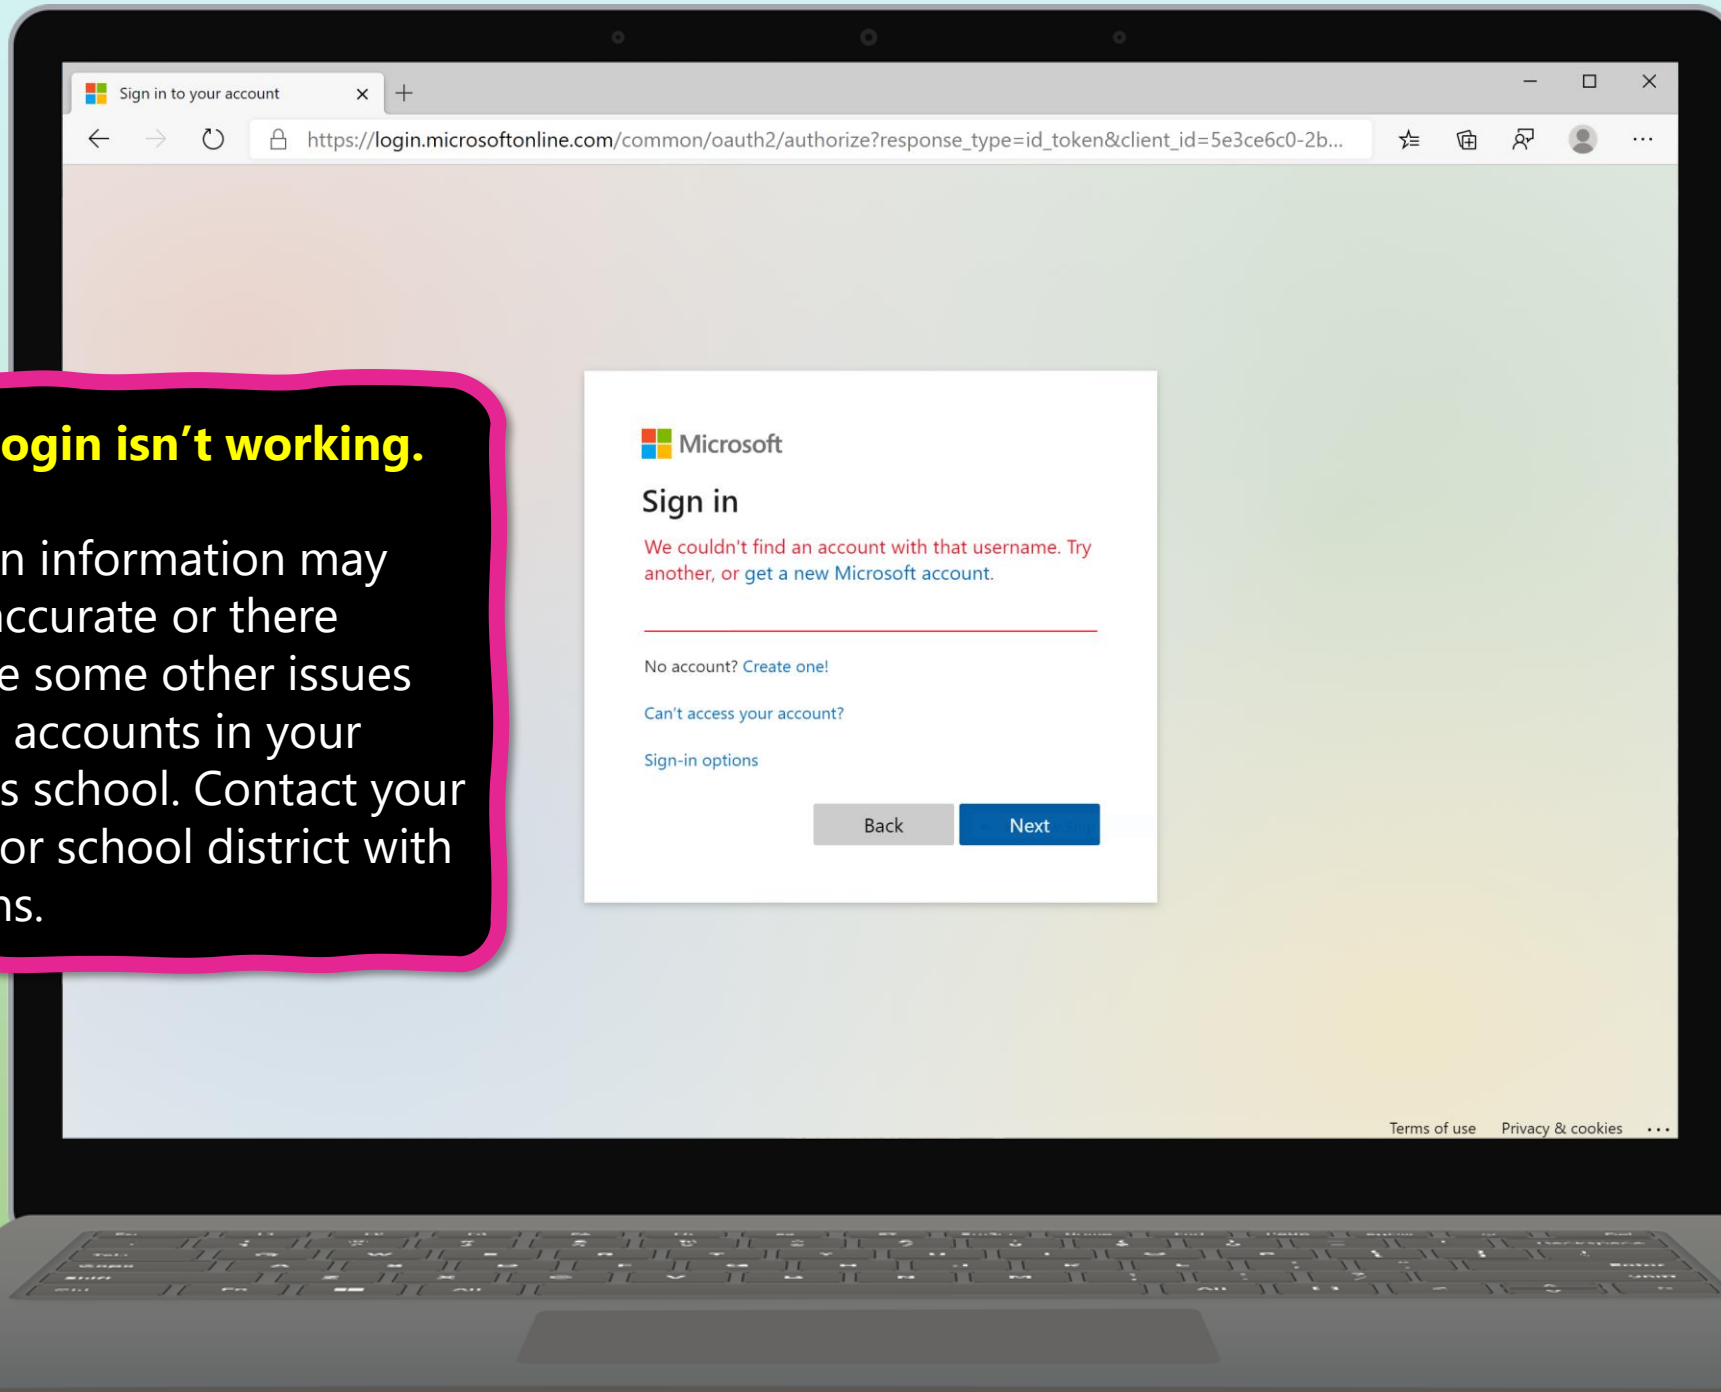 Sign in to your account
https://login.microsoftonline.com/common/oauth2/authorize?response_type=id_token&client_id=5e3ce6c0-2b...
ogin isn’t working.
n information may
ccurate or there
e some other issues
accounts in your
s school. Contact your
or school district with
ns.
Microsoft
Sign in
We couldn't find an account with that username. Try
another, or get a new Microsoft account.
No account? Create one!
Can't access your account?
Sign-in options
Back Next
Terms of use Privacy & cookies